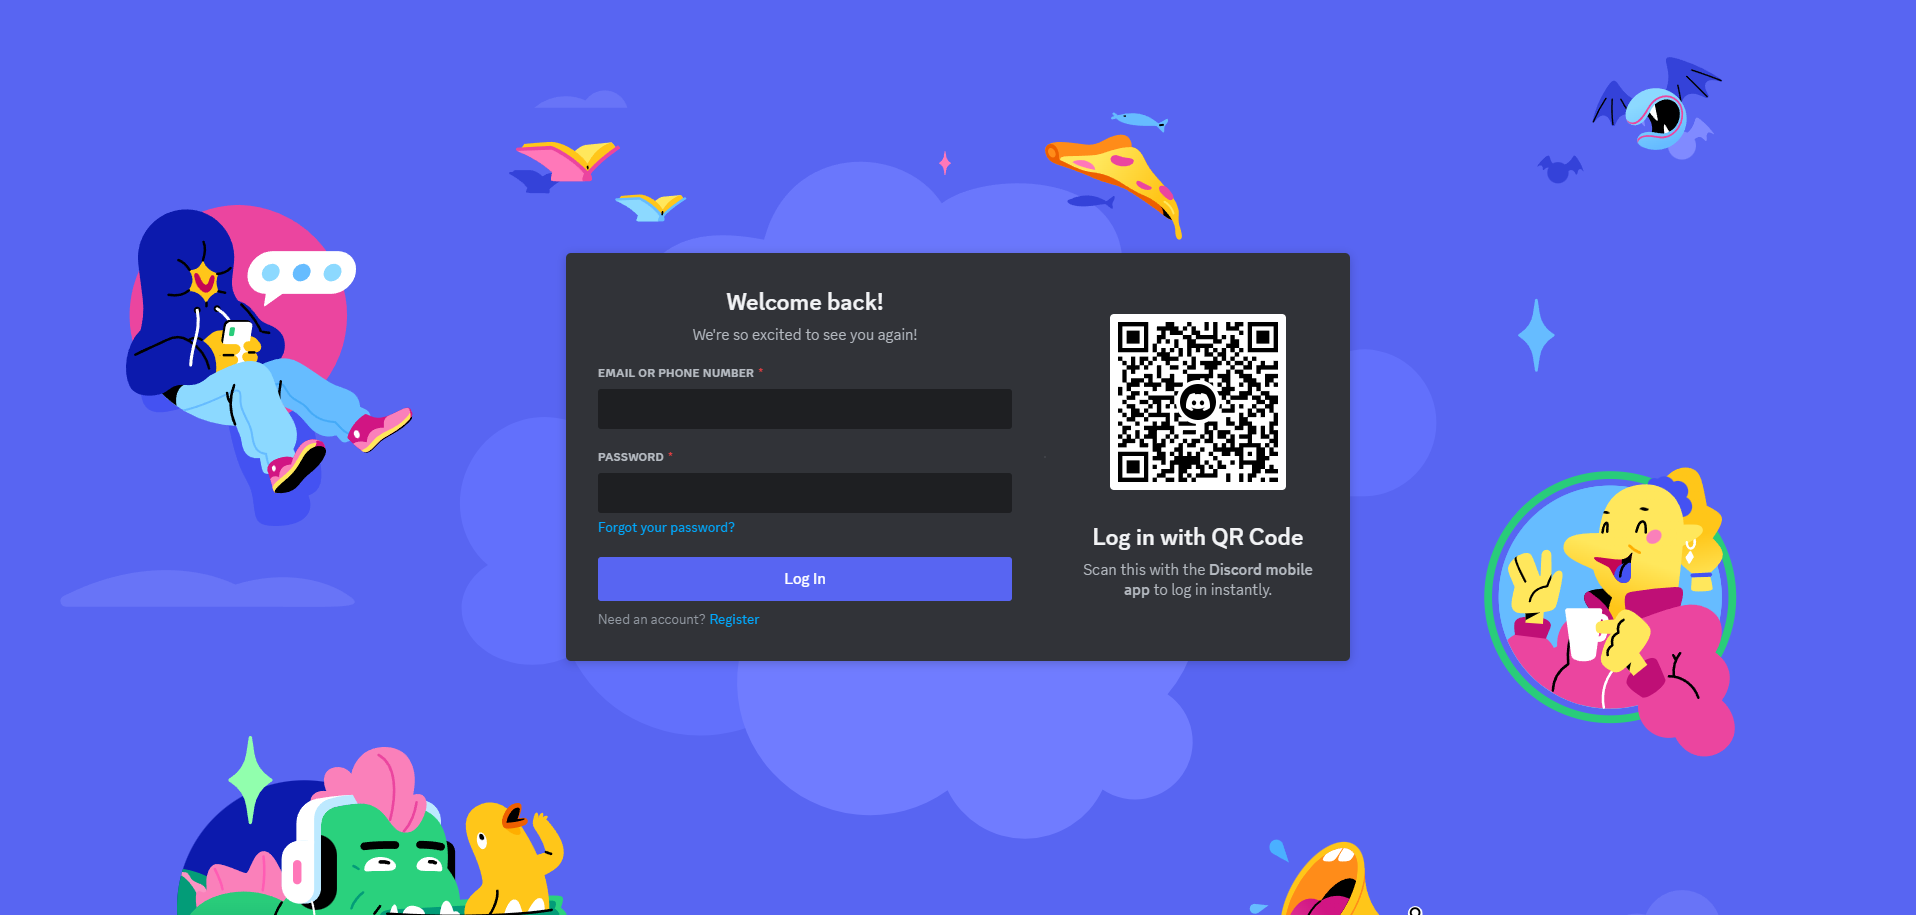 Welcome back!
We're so excited to see you again!
EMAIL OR PHONE NUMBER *
PASSWORD *
Forgot your password?
Log In
Need an account? Register
Log in with QR Code
Scan this with the Discord mobile
app to log in instantly.